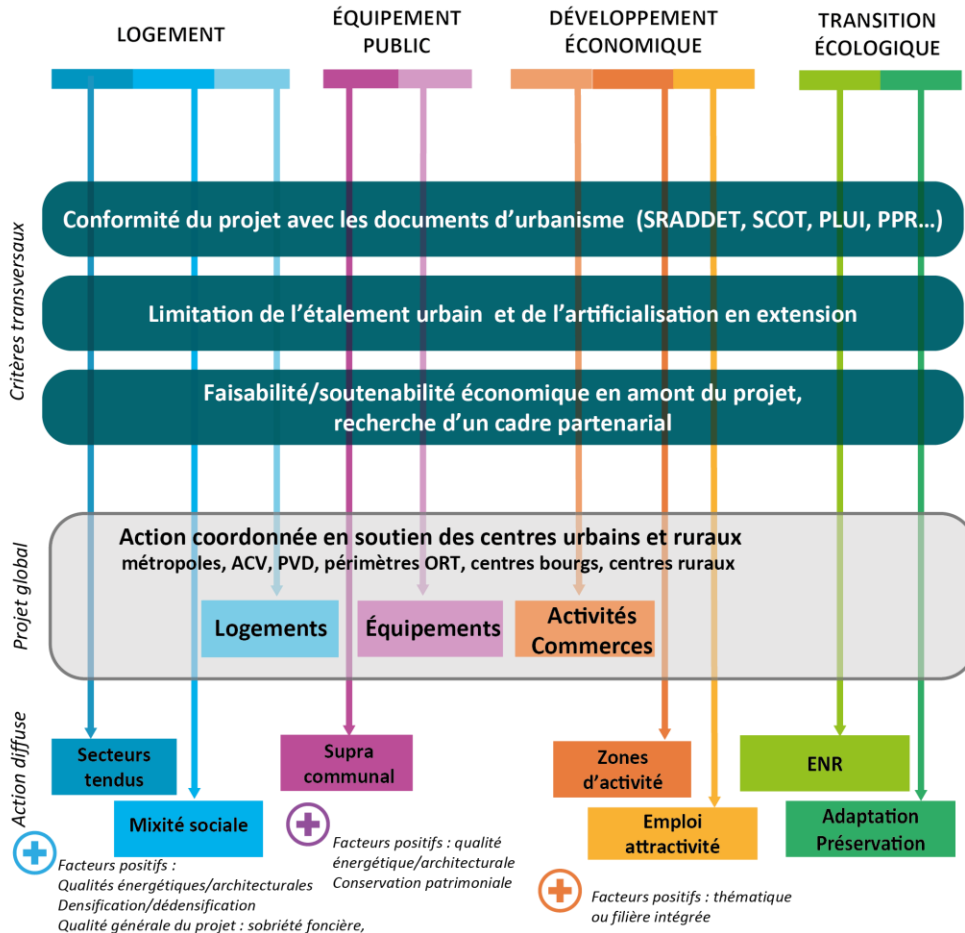 LOGEMENT
ÉQUIPEMENT
PUBLIC
DÉVELOPPEMENT
ÉCONOMIQUE
TRANSITION
ÉCOLOGIQUE
Critères transversaux
Conformité du projet avec les documents d'urbanisme (SRADDET, SCOT, PLUI, PPR...)
Limitation de l'étalement urbain et de l'artificialisation en extension
Faisabilité/soutenabilité économique en amont du projet,
recherche d'un cadre partenarial
Projet global
Action coordonnée en soutien des centres urbains et ruraux
métropoles, ACV, PVD, périmètres ORT, centres bourgs, centres ruraux
Logements
Équipements
Activités
Commerces
Action diffuse
Secteurs
tendus
Mixité sociale
Supra
communal
Zones
d'activité
Emploi
attractivité
ENR
Adaptation
Préservation
Facteurs positifs :
Qualités énergétiques/architecturales
Densification/dédensification
Qualité générale du projet : sobriété foncière,
Facteurs positifs : qualité
énergétique/architecturale
Conservation patrimoniale
Facteurs positifs : thématique
ou filière intégrée